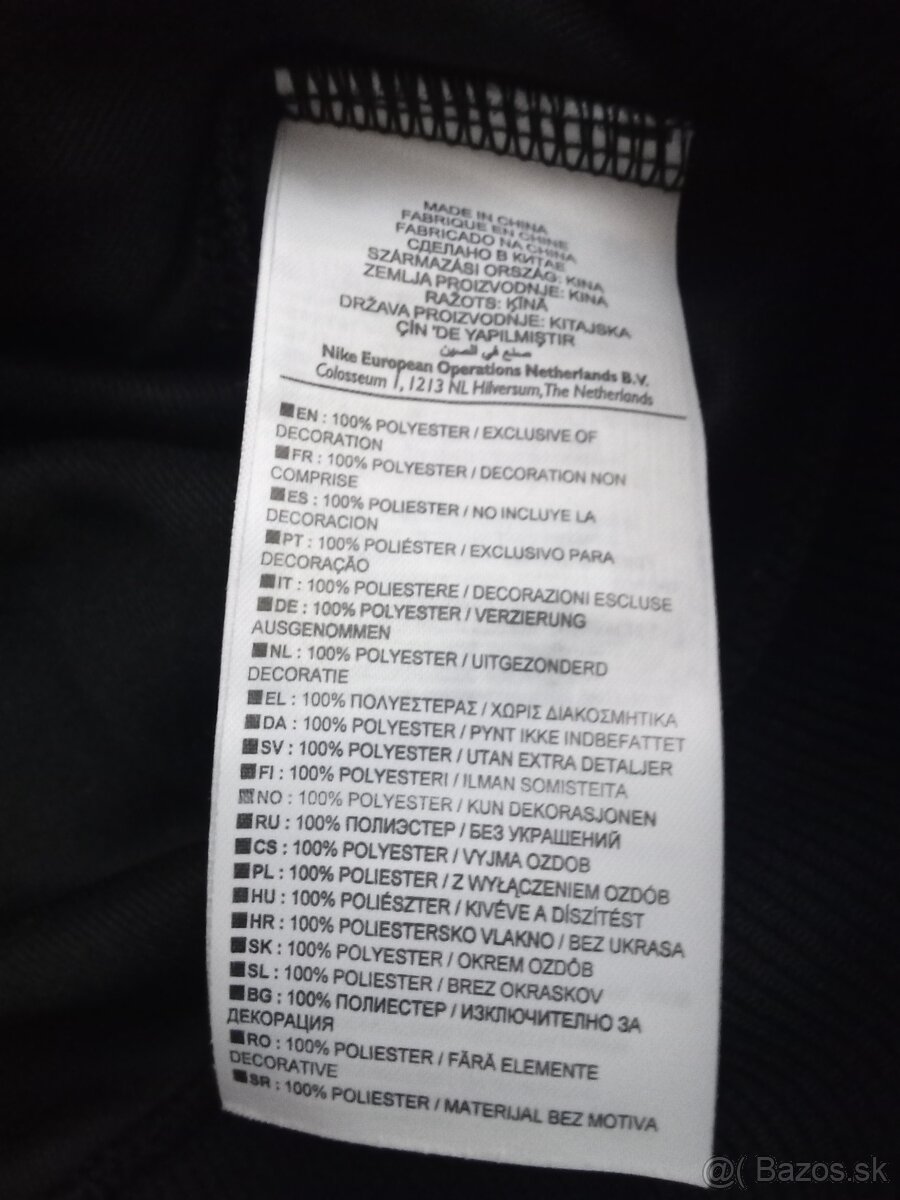 MADE IN CHINA
FABRIQUE EN CHINE
FABRICADO NA CHINA
СДЕЛАНО В КИТАЕ
SZÁRMAZÁSI ORSZÁG: KINA
ZEMLJA PROIZVODNJE: KINA
RAŽOTS: ĶĪNĀ
DRŽAVA PROIZVODNJE: KITAJSKA
ÇİN 'DE YAPILMIŞTIR
صنع في الصين
Nike European Operations Netherlands B.V.
Colosseum 1, 1213 NL Hilversum, The Netherlands
EN : 100% POLYESTER / EXCLUSIVE OF
DECORATION
FR : 100% POLYESTER / DECORATION NON
COMPRISE
ES : 100% POLIESTER / NO INCLUYE LA
DECORACION
PT : 100% POLIÉSTER / EXCLUSIVO PARA
DECORAÇÃO
IT : 100% POLIESTERE / DECORAZIONI ESCLUSE
DE : 100% POLYESTER / VERZIERUNG
AUSGENOMMEN
NL : 100% POLYESTER / UITGEZONDERD
DECORATIE
EL : 100% ΠΟΛΥΕΣΤΕΡΑΣ / ΧΩΡΙΣ ΔΙΑΚΟΣΜΗΤΙΚΑ
DA : 100% POLYESTER / PYNT IKKE INDBEFATTET
SV : 100% POLYESTER / UTAN EXTRA DETALJER
FI : 100% POLYESTERI / ILMAN SOMISTEITA
NO : 100% POLYESTER / KUN DEKORASJONEN
RU : 100% ПОЛИЭСТЕР / БЕЗ УКРАШЕНИЙ
CS : 100% POLYESTER / VYJMA OZDOB
PL : 100% POLIESTER / Z WYŁĄCZENIEM OZDÓB
HU : 100% POLIÉSZTER / KIVÉVE A DÍSZÍTÉST
HR : 100% POLIESTERSKO VLAKNO / BEZ UKRASA
SK : 100% POLYESTER / OKREM OZDÔB
SL : 100% POLIESTER / BREZ OKRASKOV
BG : 100% ПОЛИЕСТЕР / ИЗКЛЮЧИТЕЛНО ЗА
ДЕКОРАЦИЯ
RO : 100% POLIESTER / FĂRĂ ELEMENTE
DECORATIVE
SR : 100% POLIESTER / MATERIJAL BEZ MOTIVA
@( Bazos.sk